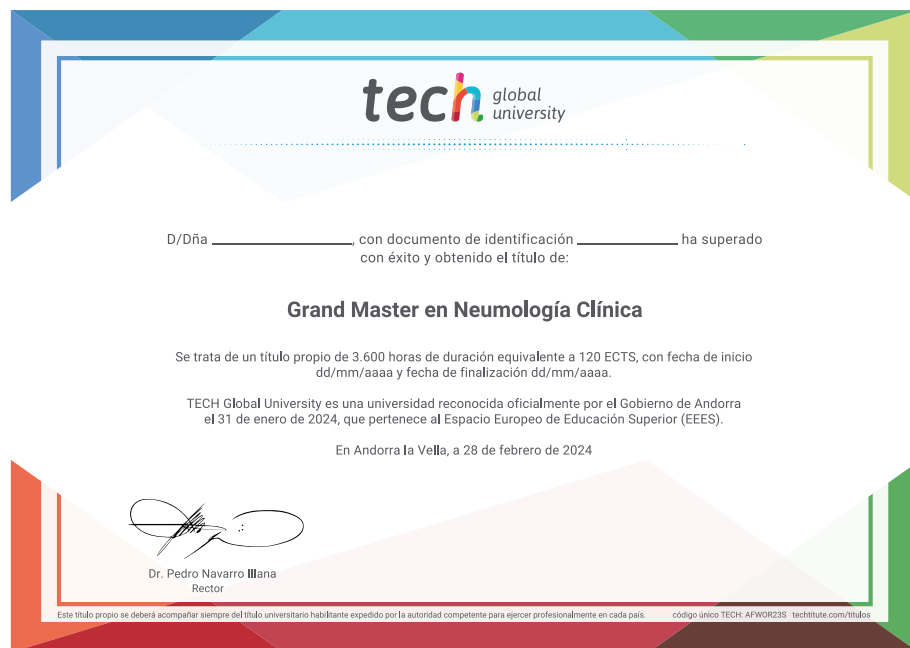 tech global university
D/Dña ________________, con documento de identificación ____________ ha superado
con éxito y obtenido el título de:
Grand Master en Neumología Clínica
Se trata de un título propio de 3.600 horas de duración equivalente a 120 ECTS, con fecha de inicio
dd/mm/aaaa y fecha de finalización dd/mm/aaaa.
TECH Global University es una universidad reconocida oficialmente por el Gobierno de Andorra
el 31 de enero de 2024, que pertenece al Espacio Europeo de Educación Superior (EEES).
En Andorra la Vella, a 28 de febrero de 2024
Dr. Pedro Navarro Illana
Rector
Este título propio se deberá acompañar siempre del título universitario habilitante expedido por la autoridad competente para ejercer profesionalmente en cada país. código único TECH: AFWOR23S techtitute.com/titulos